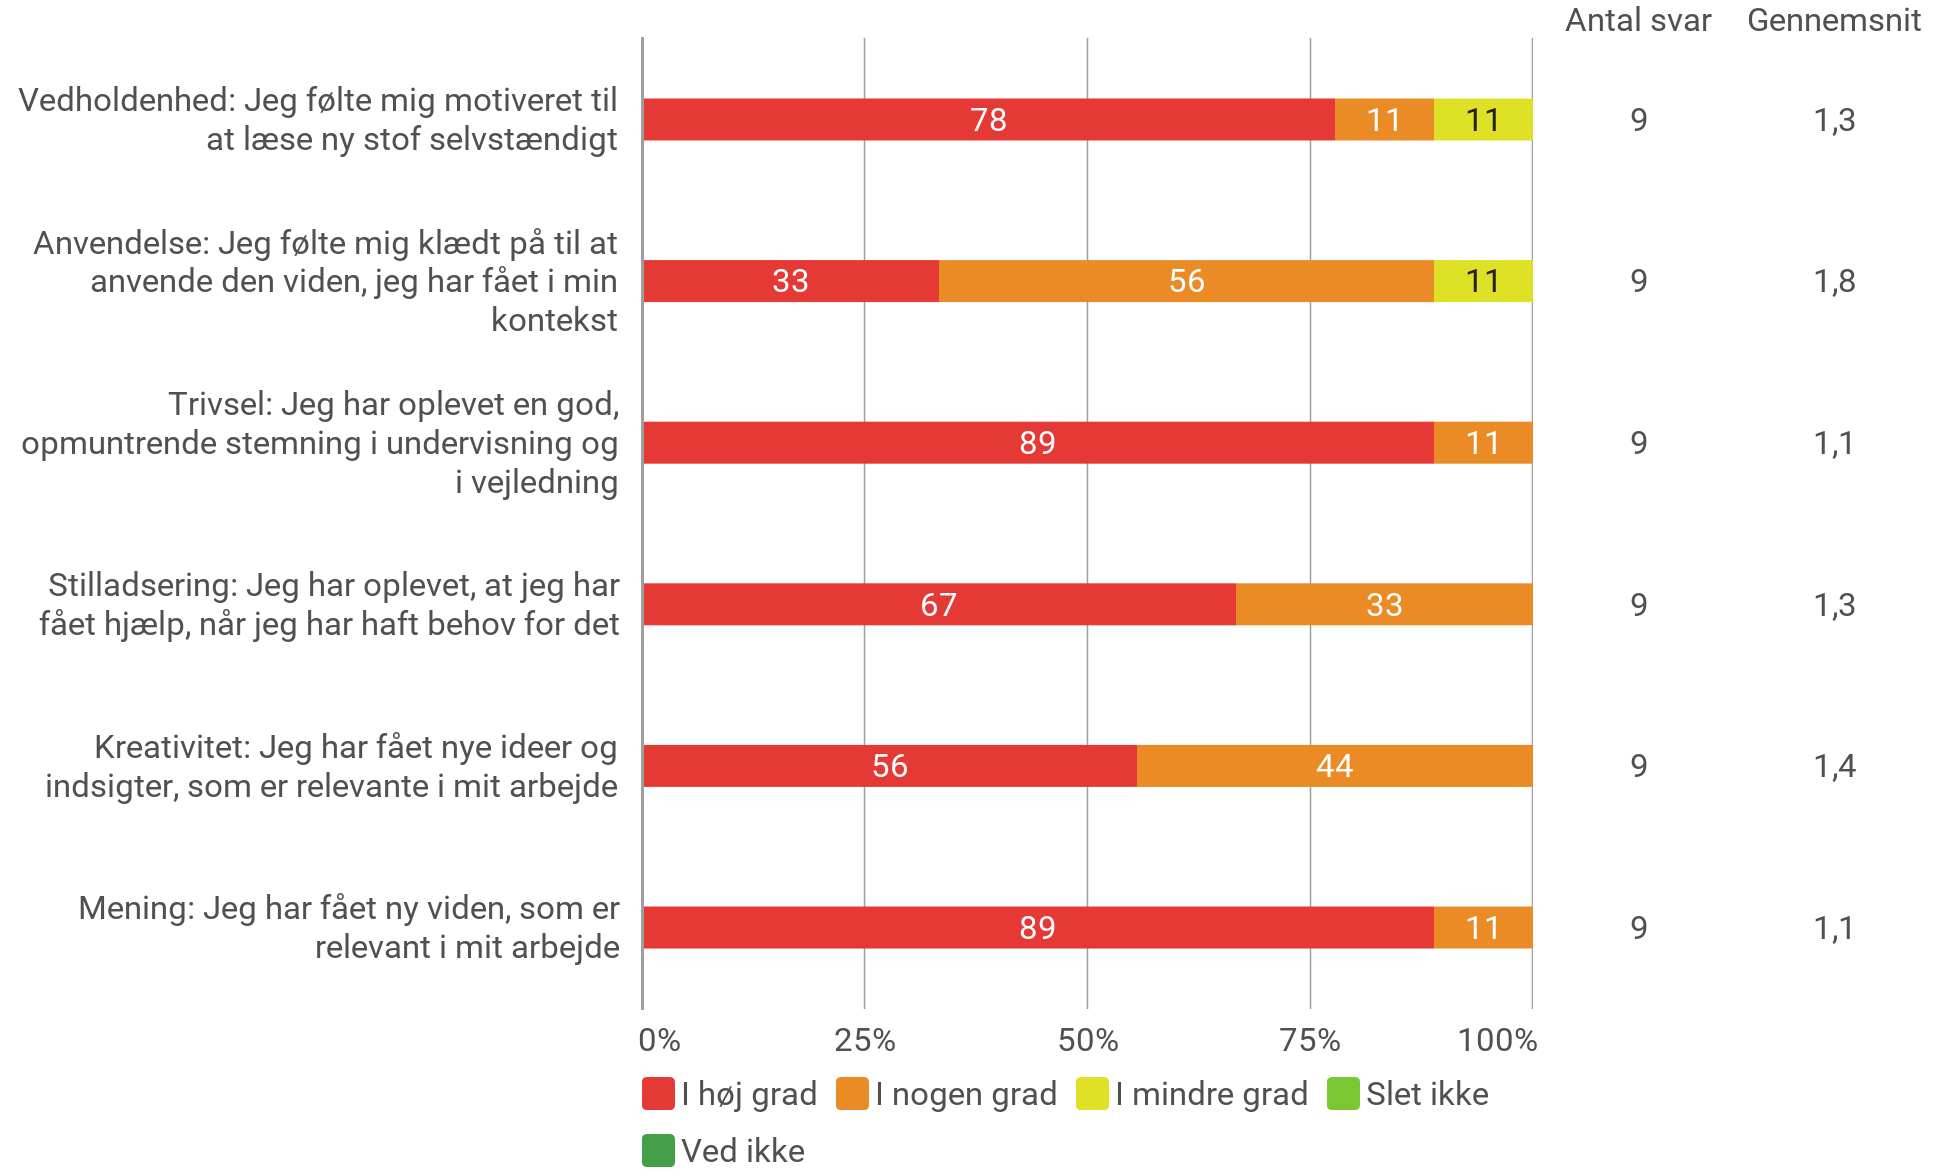 Antal svar Gennemsnit
Vedholdenhed: Jeg følte mig motiveret til
at læse ny stof selvstændigt
78 11 11 9 1,3
Anvendelse: Jeg følte mig klædt på til at
anvende den viden, jeg har fået i min
kontekst
33 56 11 9 1,8
Trivsel: Jeg har oplevet en god,
opmuntrende stemning i undervisning og
i vejledning
89 11 9 1,1
Stilladsering: Jeg har oplevet, at jeg har
fået hjælp, når jeg har haft behov for det
67 33 9 1,3
Kreativitet: Jeg har fået nye ideer og
indsigter, som er relevante i mit arbejde
56 44 9 1,4
Mening: Jeg har fået ny viden, som er
relevant i mit arbejde
89 11 9 1,1
0% 25% 50% 75% 100%
I høj grad I nogen grad I mindre grad Slet ikke
Ved ikke